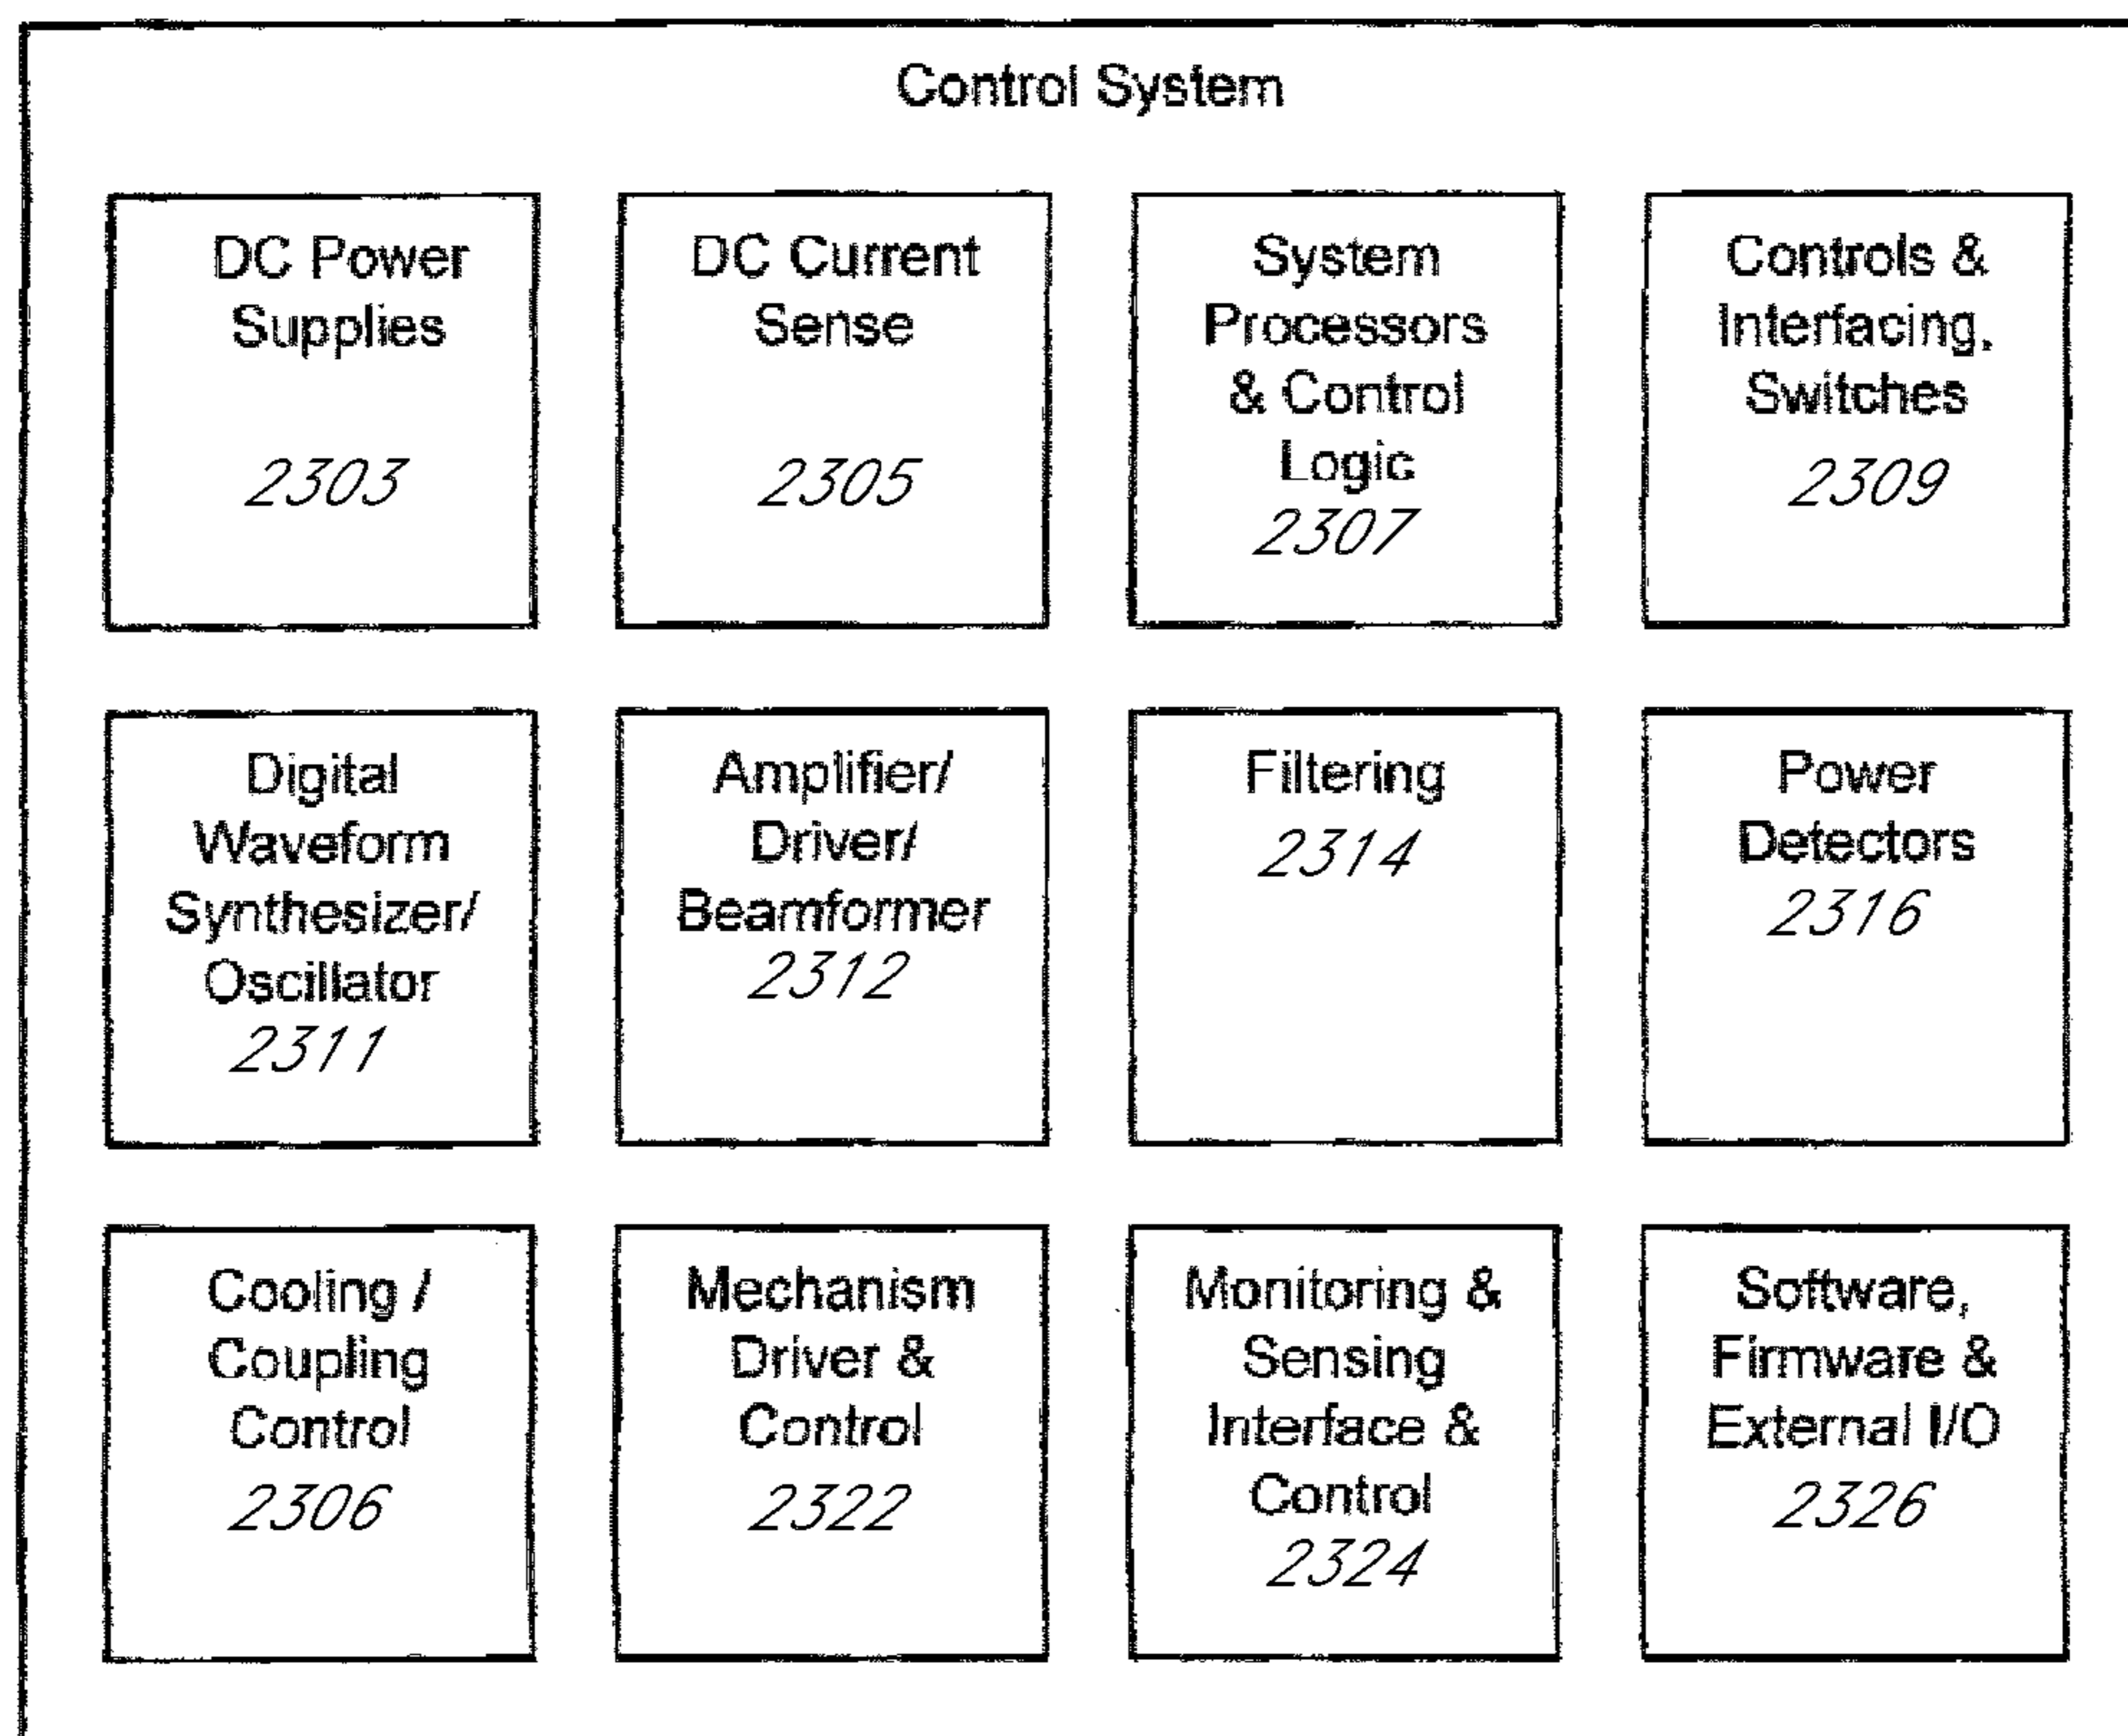 Control System
DC Power
Supplies
2303
DC Current
Sense
2305
System
Processors
& Control
Logic
2307
Controls &
Interfacing,
Switches
2309
Digital
Waveform
Synthesizer/
Oscillator
2311
Amplifier/
Driver/
Beamformer
2312
Filtering
2314
Power
Detectors
2316
Cooling /
Coupling
Control
2306
Mechanism
Driver &
Control
2322
Monitoring &
Sensing
Interface &
Control
2324
Software,
Firmware &
External I/O
2326